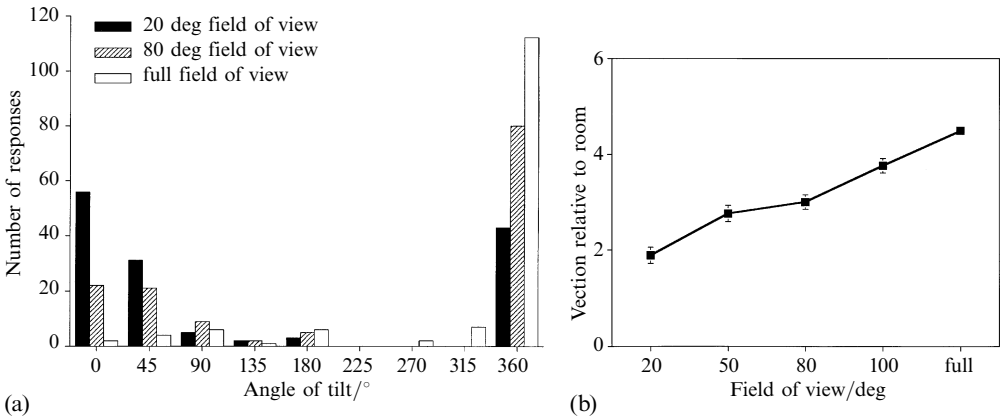 120
100
80
60
40
20
0
Number of responses
20 deg field of view
80 deg field of view
full field of view
0 45 90 135 180 225 270 315 360
Angle of tilt/°
(a)
6
4
2
0
Vection relative to room
20 50 80 100 full
Field of view/deg
(b)